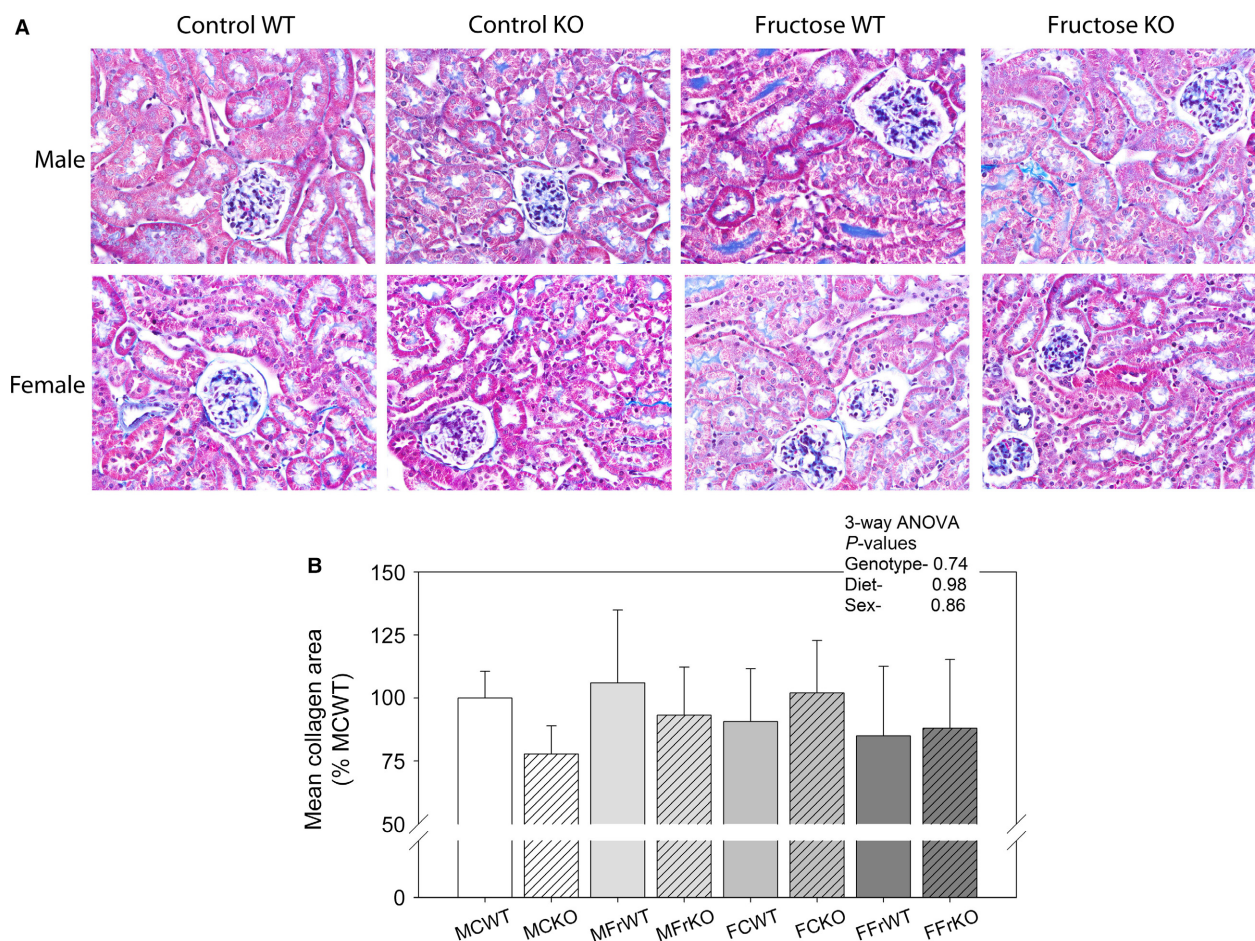 A
Control WT
Control KO
Fructose WT
Fructose KO
Male
Female
B
3-way ANOVA
P-values
Genotype- 0.74
Diet- 0.98
Sex- 0.86
Mean collagen area
(% MCWT)
150
125
100
75
50
0
MCWT
MCKO
MFrWT
MFrKO
FCWT
FCKO
FFrWT
FFrKO